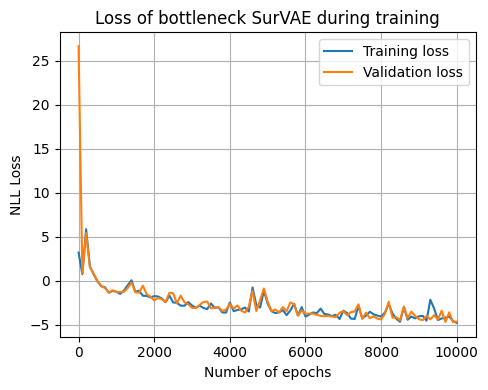 Loss of bottleneck SurVAE during training
Training loss
Validation loss
25
20
15
10
5
0
−5
NLL Loss
0 2000 4000 6000 8000 10000
Number of epochs